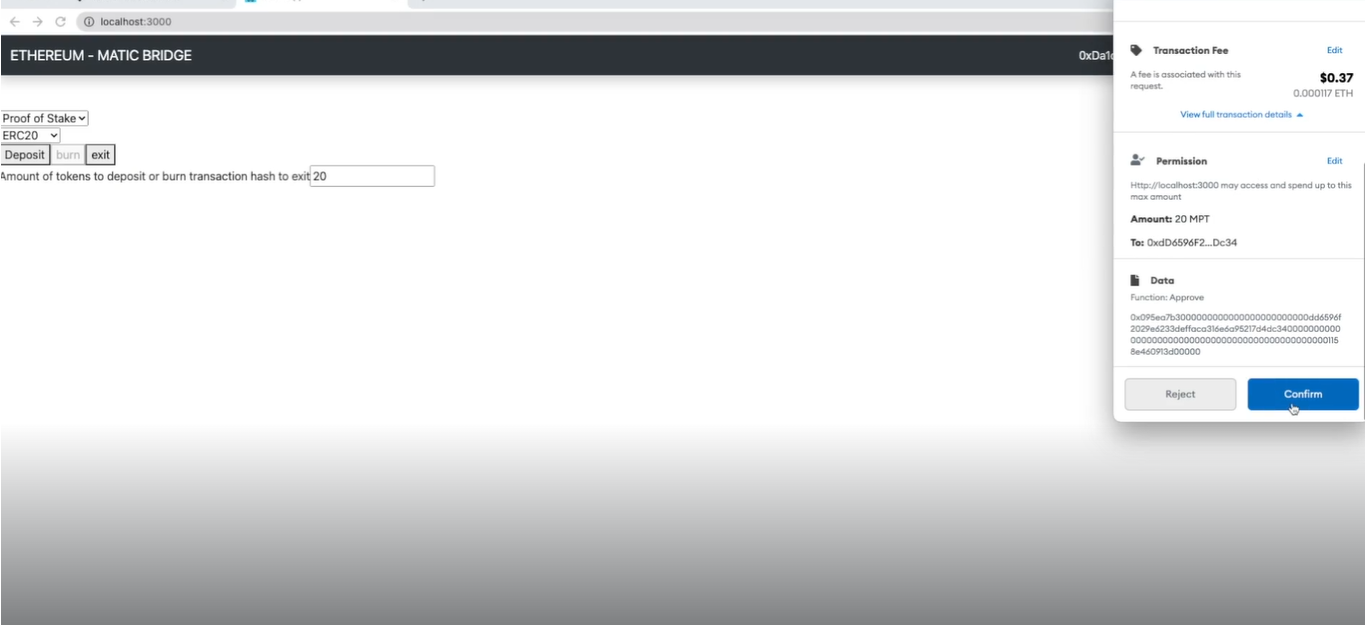 localhost:3000
ETHEREUM - MATIC BRIDGE
0xDa1c
Proof of Stake
ERC20
Deposit burn exit
Amount of tokens to deposit or burn transaction hash to exit 20
Transaction Fee Edit
A fee is associated with this
request.
$0.37
0.000117 ETH
View full transaction details
Permission Edit
Http://localhost:3000 may access and spend up to this
max amount
Amount: 20 MPT
To: 0xdD6596F2...Dc34
Data
Function: Approve
Reject Confirm